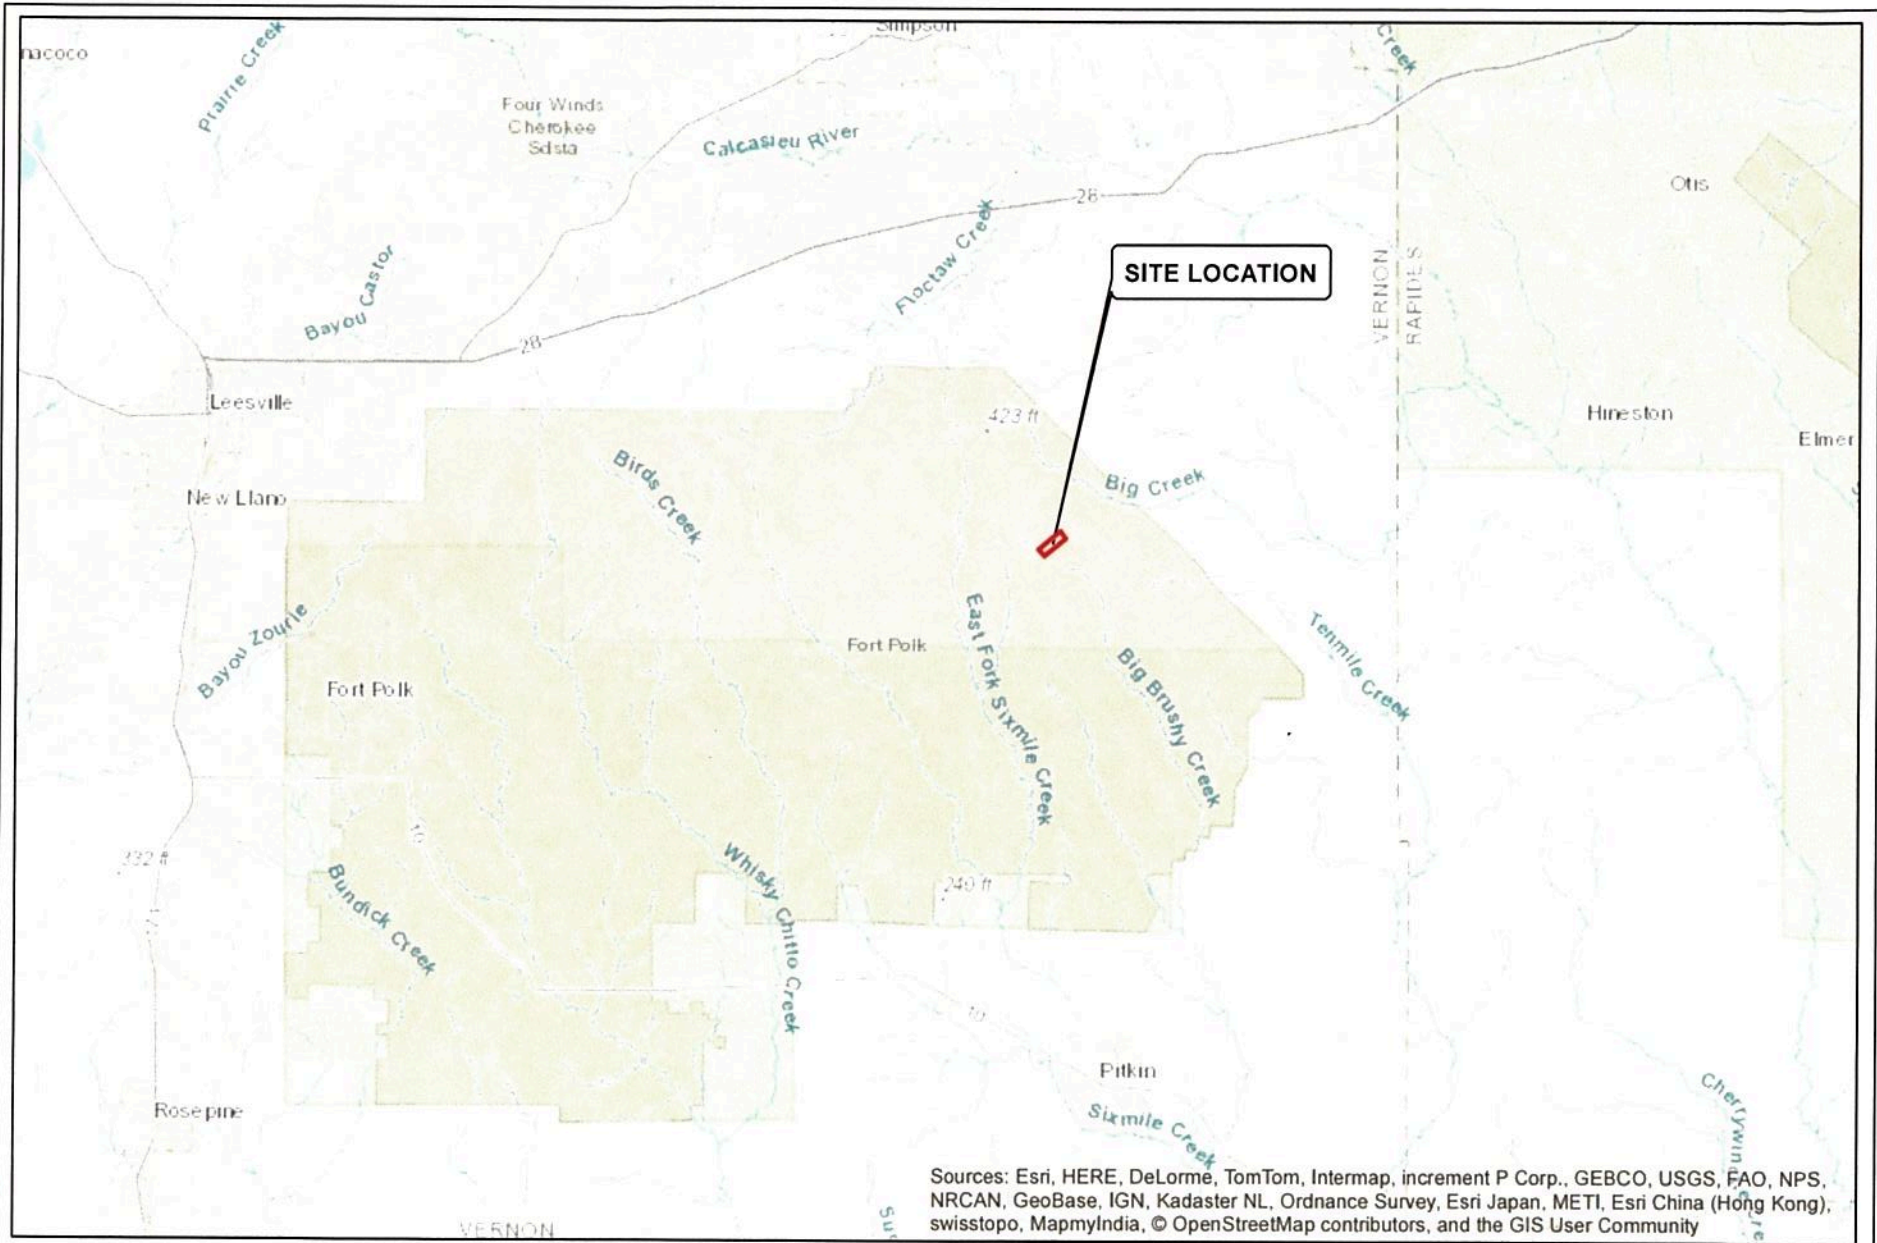 Simpson
nacoco
Prairie Creek
Creek
Four Winds
Cherokee
Sdsta
Calcasieu River
Otis
28
Floctaw Creek
Bayou Castor
SITE LOCATION
VERNON
RAPIDES
28
Leesville
423 ft
Hineston
Elmer
Birds Creek
Big Creek
New Llano
Bayou Zourie
East Fork Sixmile Creek
Tenmile Creek
Fort Polk
Big Brushy Creek
Fort Polk
10
332 ft
Whisky Chitto Creek
240 ft
Bundick Creek
171
10
Pitkin
Rosepine
Sixmile Creek
Sources: Esri, HERE, DeLorme, TomTom, Intermap, increment P Corp., GEBCO, USGS, FAO, NPS,
NRCAN, GeoBase, IGN, Kadaster NL, Ordnance Survey, Esri Japan, METI, Esri China (Hong Kong),
swisstopo, MapmyIndia, © OpenStreetMap contributors, and the GIS User Community
VERNON